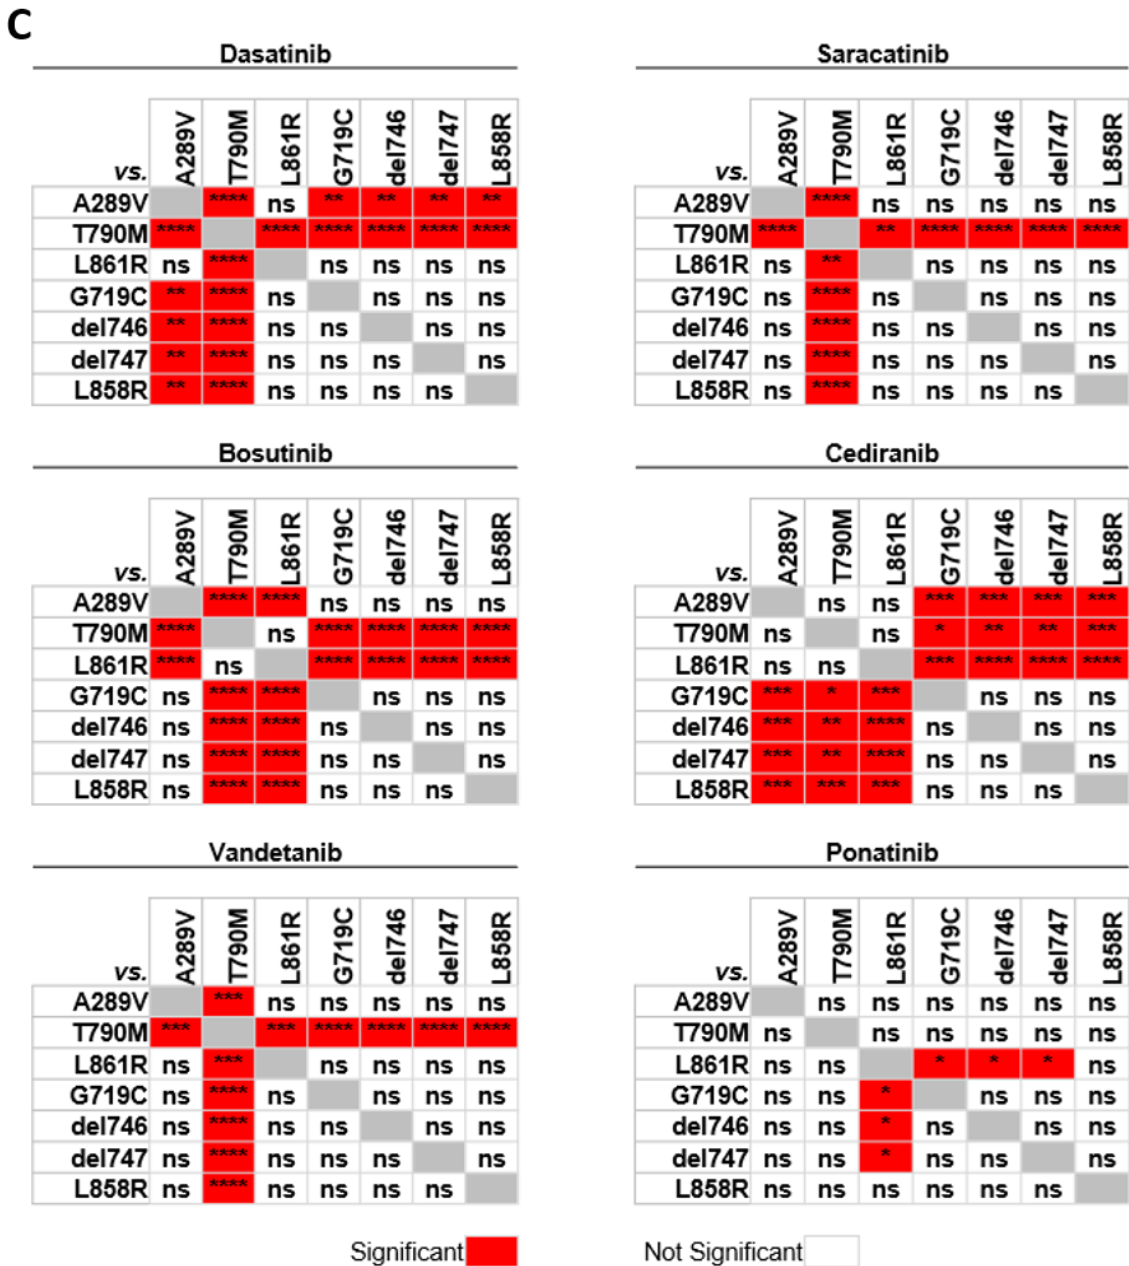 C
Dasatinib
vs. A289V T790M L861R G719C del746 del747 L858R
A289V **** ns ** ** ** **
T790M **** **** **** **** **** ****
L861R ns **** ns ns ns ns
G719C ** **** ns ns ns ns
del746 ** **** ns ns ns ns
del747 ** **** ns ns ns ns
L858R ** **** ns ns ns ns
Saracatinib
vs. A289V T790M L861R G719C del746 del747 L858R
A289V **** ns ns ns ns ns
T790M **** ** **** **** **** ****
L861R ns ** ns ns ns ns
G719C ns **** ns ns ns ns
del746 ns **** ns ns ns ns
del747 ns **** ns ns ns ns
L858R ns **** ns ns ns ns
Bosutinib
vs. A289V T790M L861R G719C del746 del747 L858R
A289V **** **** ns ns ns ns
T790M **** ns **** **** **** ****
L861R **** ns **** **** **** ****
G719C ns **** **** ns ns ns
del746 ns **** **** ns ns ns
del747 ns **** **** ns ns ns
L858R ns **** **** ns ns ns
Cediranib
vs. A289V T790M L861R G719C del746 del747 L858R
A289V ns ns *** *** *** ***
T790M ns ns * ** ** ***
L861R ns ns *** **** **** ****
G719C *** * *** ns ns ns
del746 *** ** **** ns ns ns
del747 *** ** **** ns ns ns
L858R *** *** *** ns ns ns
Vandetanib
vs. A289V T790M L861R G719C del746 del747 L858R
A289V *** ns ns ns ns ns
T790M *** *** **** **** **** ****
L861R ns *** ns ns ns ns
G719C ns **** ns ns ns ns
del746 ns **** ns ns ns ns
del747 ns **** ns ns ns ns
L858R ns **** ns ns ns ns
Ponatinib
vs. A289V T790M L861R G719C del746 del747 L858R
A289V ns ns ns ns ns ns
T790M ns ns ns ns ns ns
L861R ns ns * * * ns
G719C ns ns * ns ns ns
del746 ns ns * ns ns ns
del747 ns ns * ns ns ns
L858R ns ns ns ns ns ns
Significant
Not Significant